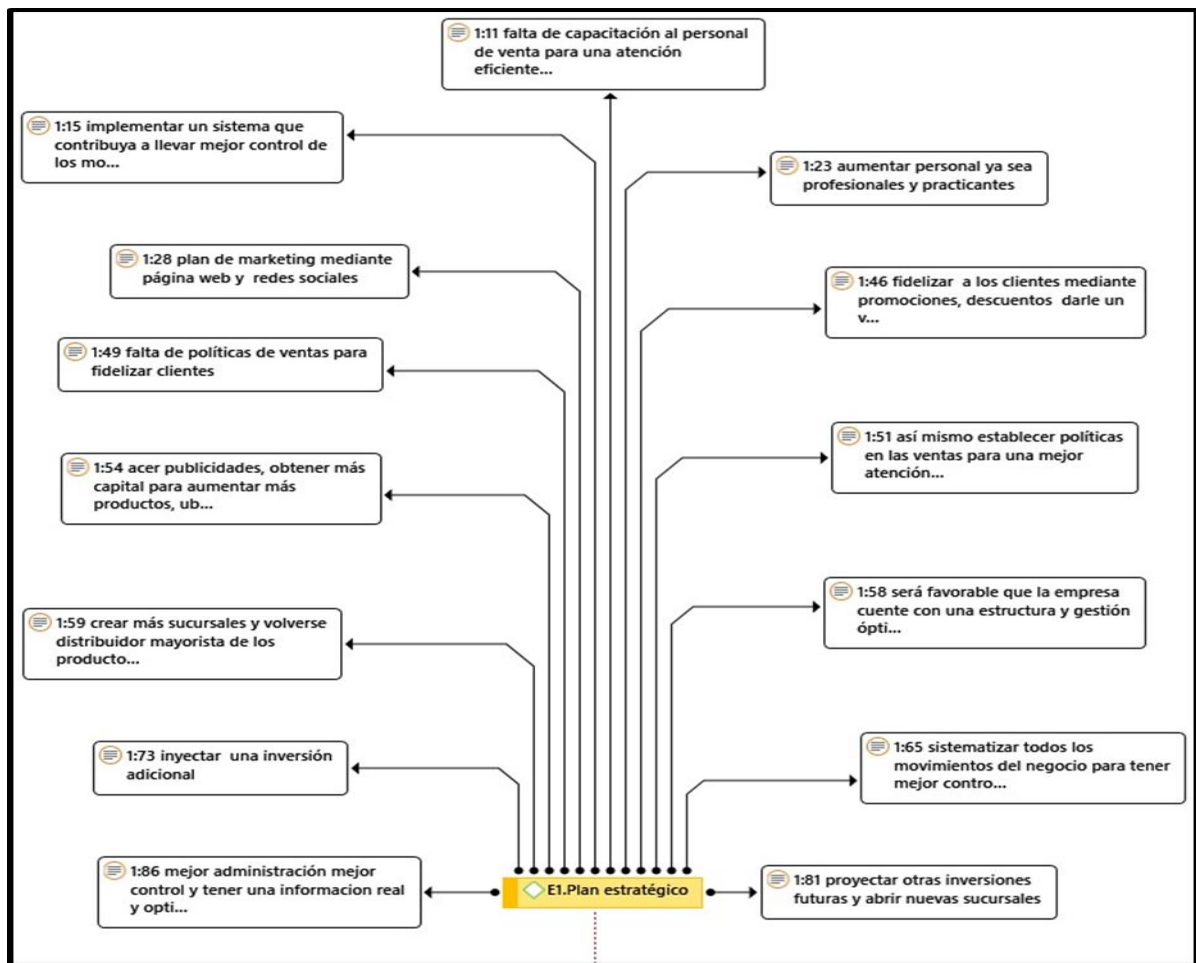 1:11 falta de capacitación al personal
de venta para una atención
eficiente...
1:15 implementar un sistema que
contribuya a llevar mejor control de
los mo...
1:23 aumentar personal ya sea
profesionales y practicantes
1:28 plan de marketing mediante
página web y  redes sociales
1:46 fidelizar  a los clientes mediante
promociones, descuentos  darle un
v...
1:49 falta de políticas de ventas para
fidelizar clientes
1:51 así mismo establecer políticas
en las ventas para una mejor
atención...
1:54 acer publicidades, obtener más
capital para aumentar más
productos, ub...
1:58 será favorable que la empresa
cuente con una estructura y gestión
ópti...
1:59 crear más sucursales y volverse
distribuidor mayorista de los
producto...
1:65 sistematizar todos los
movimientos del negocio para tener
mejor contro...
1:73 inyectar  una inversión
adicional
1:86 mejor administración mejor
control y tener una informacion real
y opti...
E1.Plan estratégico
1:81 proyectar otras inversiones
futuras y abrir nuevas sucursales